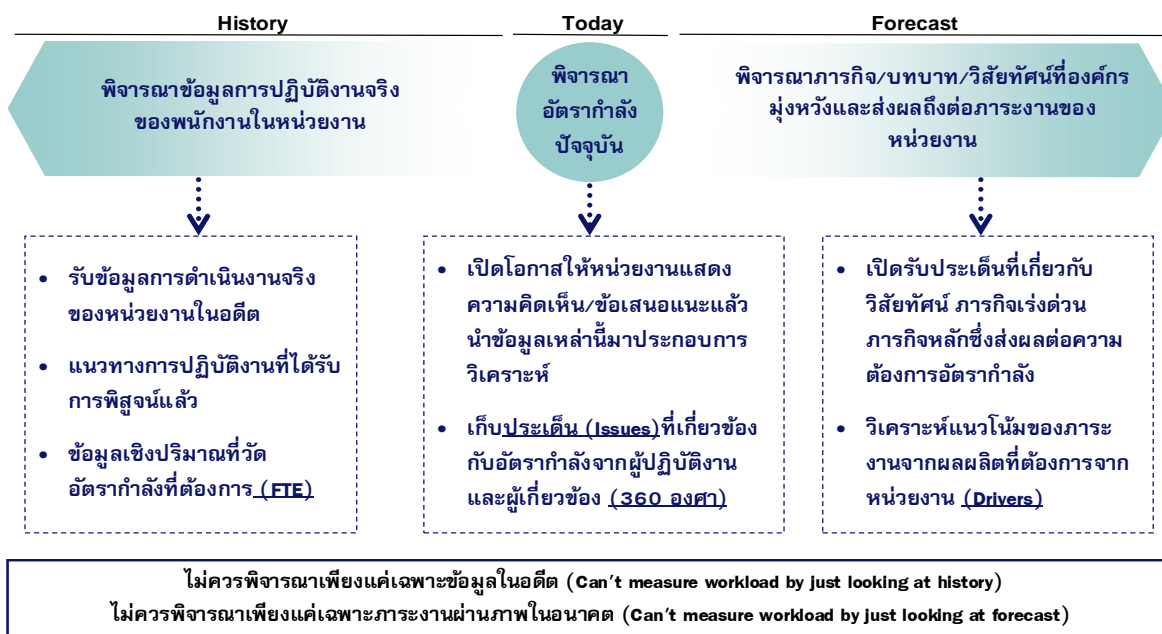 History
Today
Forecast
พิจารณาข้อมูลการปฏิบัติงานจริง
ของพนักงานในหน่วยงาน
พิจารณา
อัตรากำลัง
ปัจจุบัน
พิจารณาภารกิจ/บทบาท/วิสัยทัศน์ที่องค์กร
มุ่งหวังและส่งผลถึงต่อภาระงานของ
หน่วยงาน
• รับข้อมูลการดำเนินงานจริง
ของหน่วยงานในอดีต
• แนวทางการปฏิบัติงานที่ได้รับ
การพิสูจน์แล้ว
• ข้อมูลเชิงปริมาณที่วัด
อัตรากำลังที่ต้องการ (FTE)
• เปิดโอกาสให้หน่วยงานแสดง
ความคิดเห็น/ข้อเสนอแนะแล้ว
นำข้อมูลเหล่านี้มาประกอบการ
วิเคราะห์
• เก็บประเด็น (Issues)ที่เกี่ยวข้อง
กับอัตรากำลังจากผู้ปฏิบัติงาน
และผู้เกี่ยวข้อง (360 องศา)
• เปิดรับประเด็นที่เกี่ยวกับ
วิสัยทัศน์ ภารกิจเร่งด่วน
ภารกิจหลักซึ่งส่งผลต่อความ
ต้องการอัตรากำลัง
• วิเคราะห์แนวโน้มของภาระ
งานจากผลผลิตที่ต้องการจาก
หน่วยงาน (Drivers)
ไม่ควรพิจารณาเพียงแค่เฉพาะข้อมูลในอดีต (Can't measure workload by just looking at history)
ไม่ควรพิจารณาเพียงแค่เฉพาะภาระงานผ่านภาพในอนาคต (Can't measure workload by just looking at forecast)